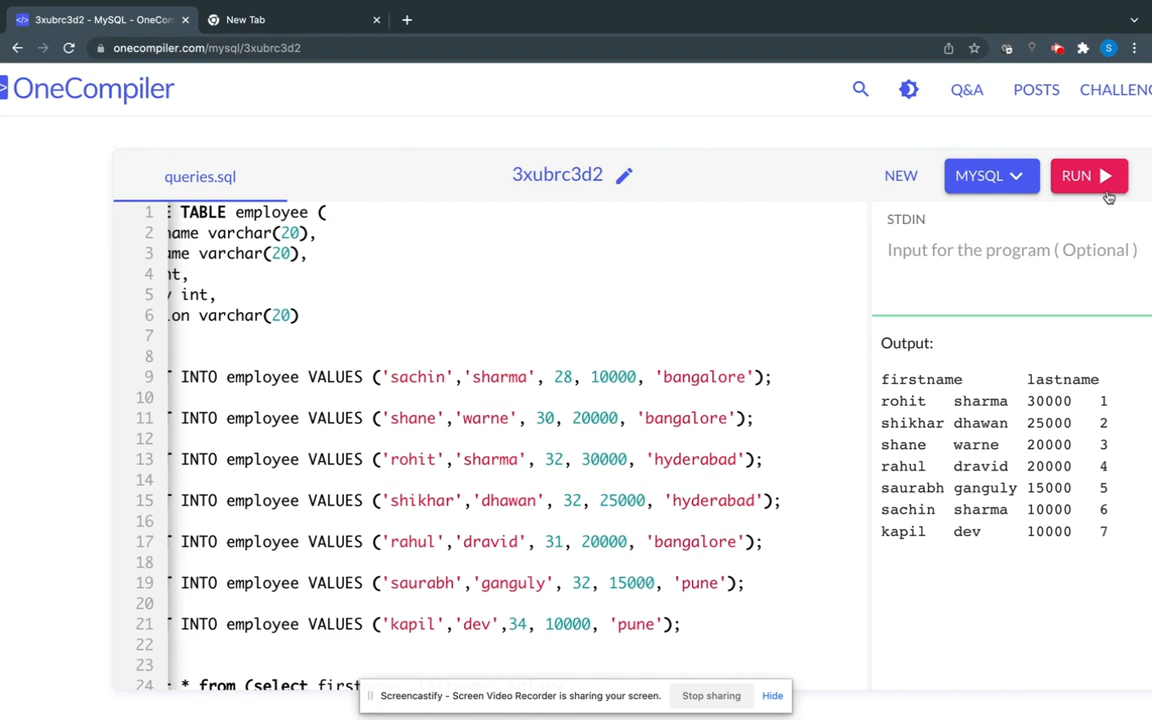 3xubrc3d2 - MySQL - OneCom
New Tab
onecompiler.com/mysql/3xubrc3d2
S
OneCompiler
Q&A
POSTS
CHALLENG
queries.sql
3xubrc3d2
NEW
MYSQL
RUN
STDIN
Input for the program ( Optional )
1 E TABLE employee (
2 name varchar(20),
3 ame varchar(20),
4 nt,
5 y int,
6 ion varchar(20)
7
8
9 T INTO employee VALUES ('sachin','sharma', 28, 10000, 'bangalore');
10
11 T INTO employee VALUES ('shane','warne', 30, 20000, 'bangalore');
12
13 T INTO employee VALUES ('rohit','sharma', 32, 30000, 'hyderabad');
14
15 T INTO employee VALUES ('shikhar','dhawan', 32, 25000, 'hyderabad');
16
17 T INTO employee VALUES ('rahul','dravid', 31, 20000, 'bangalore');
18
19 T INTO employee VALUES ('saurabh','ganguly', 32, 15000, 'pune');
20
21 T INTO employee VALUES ('kapil','dev',34, 10000, 'pune');
22
23
24 * from (select
Output:
firstname lastname
rohit sharma 30000 1
shikhar dhawan 25000 2
shane warne 20000 3
rahul dravid 20000 4
saurabh ganguly 15000 5
sachin sharma 10000 6
kapil dev 10000 7
Screencastify - Screen Video Recorder is sharing your screen.
Stop sharing
Hide